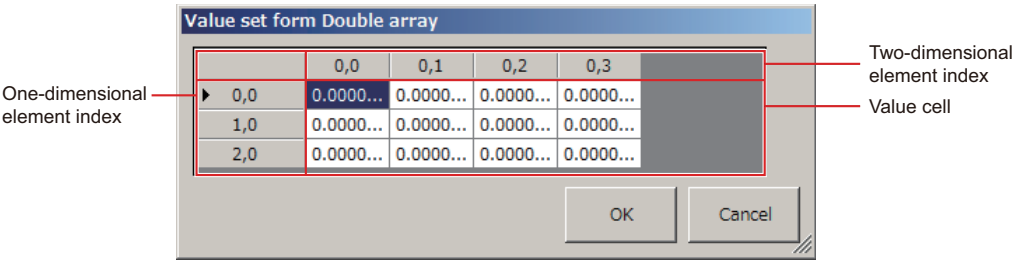 Value set form Double array
0,0 0,1 0,2 0,3
0,0 0.0000... 0.0000... 0.0000... 0.0000...
1,0 0.0000... 0.0000... 0.0000... 0.0000...
2,0 0.0000... 0.0000... 0.0000... 0.0000...
OK Cancel
One-dimensional
element index
Two-dimensional
element index
Value cell